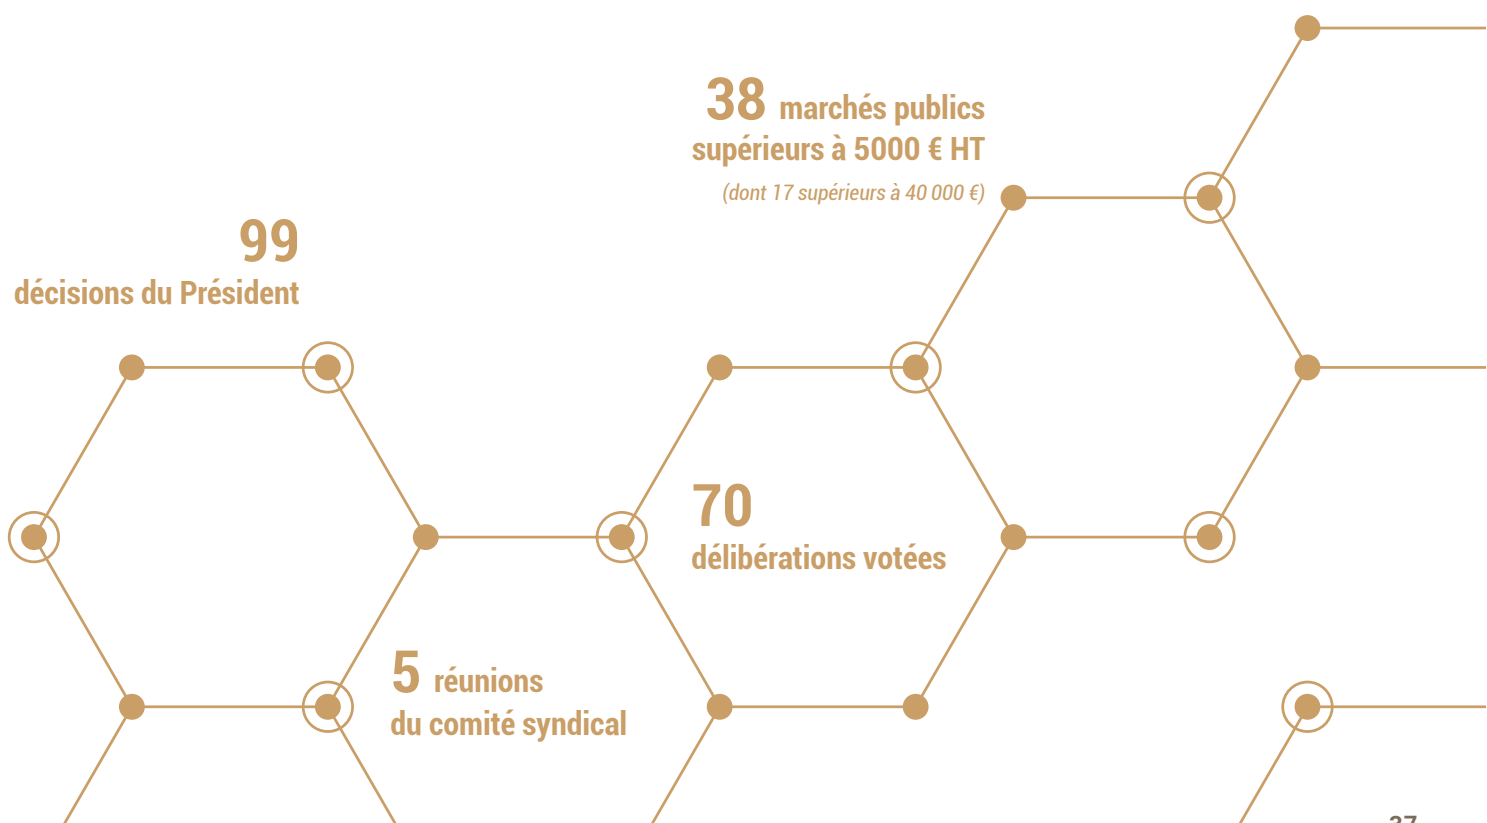 38 marchés publics
supérieurs à 5000 € HT
(dont 17 supérieurs à 40 000 €)
99
décisions du Président
70
délibérations votées
5 réunions
du comité syndical
37